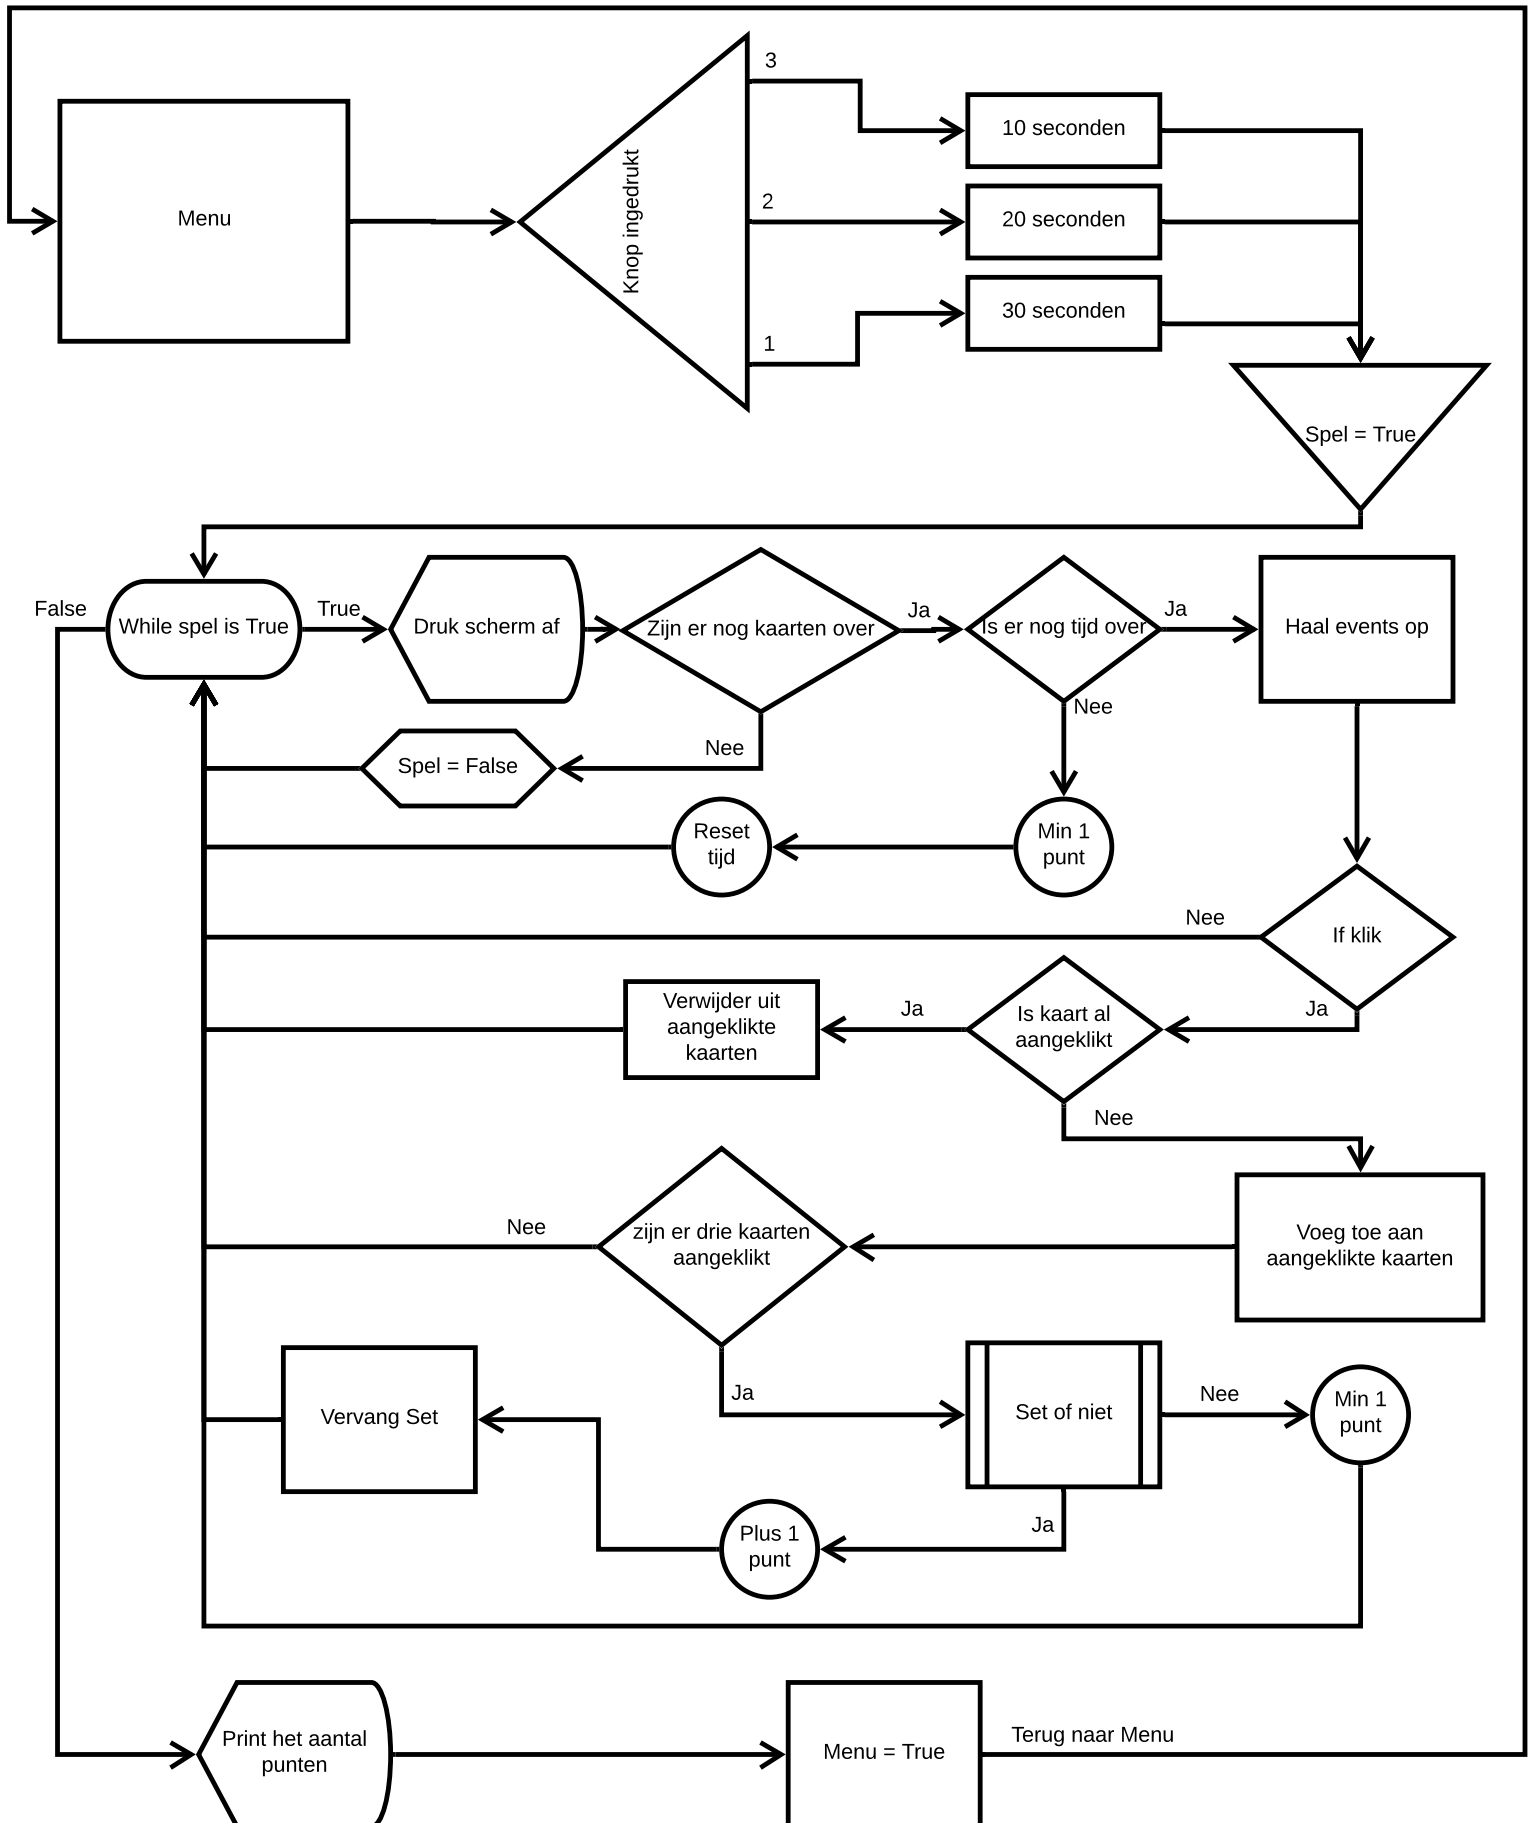 3
10 seconden
Menu
Knop ingedrukt
2
20 seconden
1
30 seconden
Spel = True
False
While spel is True
True
Druk scherm af
Zijn er nog kaarten over
Ja
Is er nog tijd over
Ja
Haal events op
Nee
Nee
Spel = False
Reset
tijd
Min 1
punt
Nee
If klik
Ja
Is kaart al
aangeklikt
Ja
Verwijder uit
aangeklikte
kaarten
Nee
Voeg toe aan
aangeklikte kaarten
zijn er drie kaarten
aangeklikt
Nee
Ja
Set of niet
Nee
Min 1
punt
Vervang Set
Ja
Plus 1
punt
Print het aantal
punten
Menu = True
Terug naar Menu